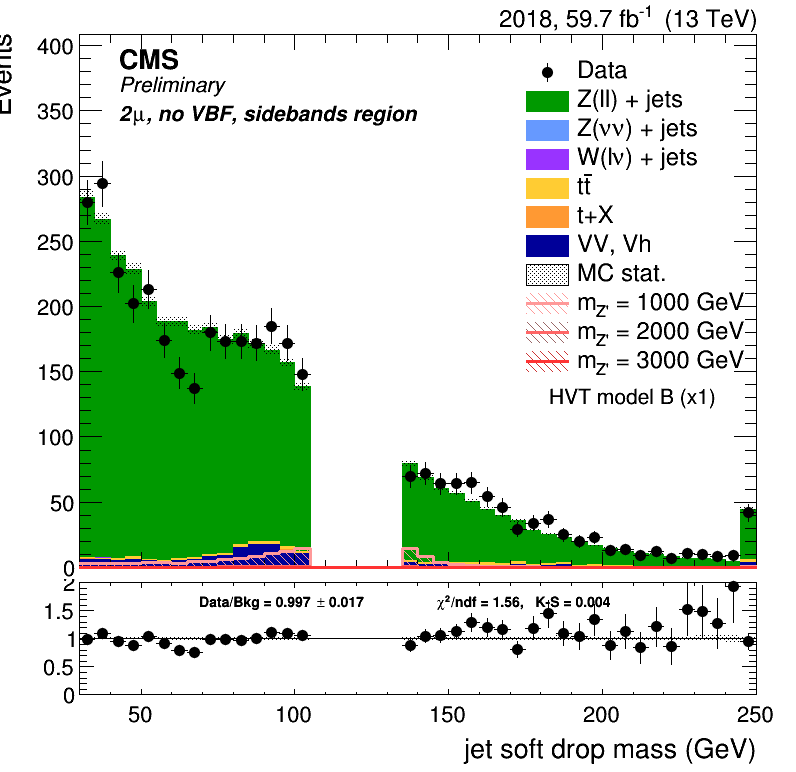 2018, 59.7 fb⁻¹ (13 TeV)
Events
CMS
Preliminary
2μ, no VBF, sidebands region
Data
Z(ll) + jets
Z(νν) + jets
W(lν) + jets
tt̄
t+X
VV, Vh
MC stat.
m_Z' = 1000 GeV
m_Z' = 2000 GeV
m_Z' = 3000 GeV
HVT model B (x1)
400
350
300
250
200
150
100
50
0
Data/Bkg = 0.997 ± 0.017
χ²/ndf = 1.56, K-S = 0.004
2
1.5
1
0.5
0
50 100 150 200 250
jet soft drop mass (GeV)